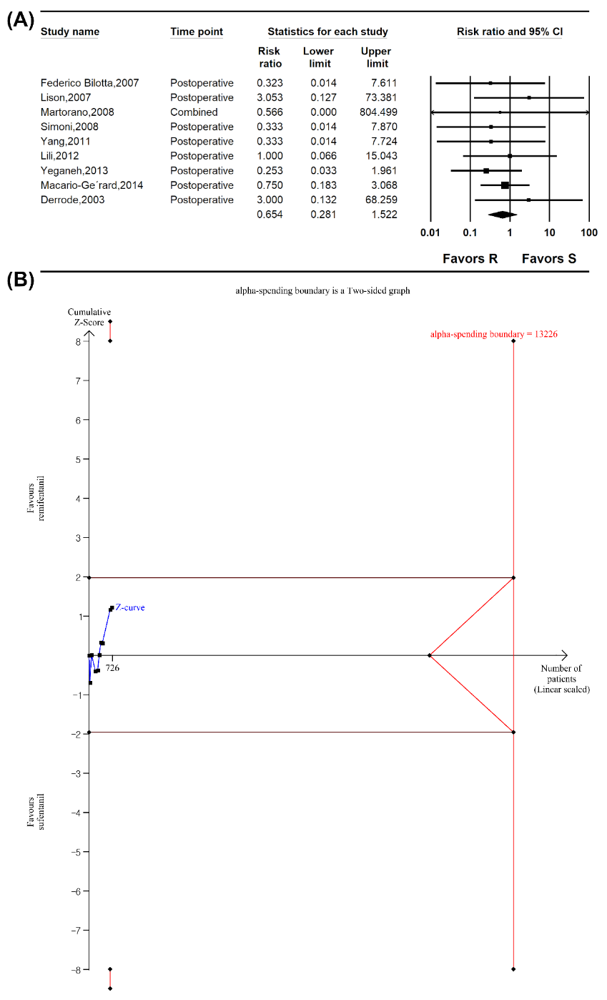 (A)
Study name Time point Statistics for each study Risk ratio and 95% CI
Risk ratio Lower limit Upper limit
Federico Bilotta,2007 Postoperative 0.323 0.014 7.611
Lison,2007 Postoperative 3.053 0.127 73.381
Martorano,2008 Combined 0.566 0.000 804.499
Simoni,2008 Postoperative 0.333 0.014 7.870
Yang,2011 Postoperative 0.333 0.014 7.724
Lili,2012 Postoperative 1.000 0.066 15.043
Yeganeh,2013 Postoperative 0.253 0.033 1.961
Macario-Ge´rard,2014 Postoperative 0.750 0.183 3.068
Derrode,2003 Postoperative 3.000 0.132 68.259
0.654 0.281 1.522
0.01 0.1 1 10 100
Favors R Favors S
(B)
alpha-spending boundary is a Two-sided graph
Cumulative
Z-Score
alpha-spending boundary = 13226
8
7
6
5
4
3
2
1
Z-curve
726
−1
−2
−3
−4
−5
−6
−7
−8
Favours
remifentanil
Favours
sufentanil
Number of
patients
(Linear scaled)